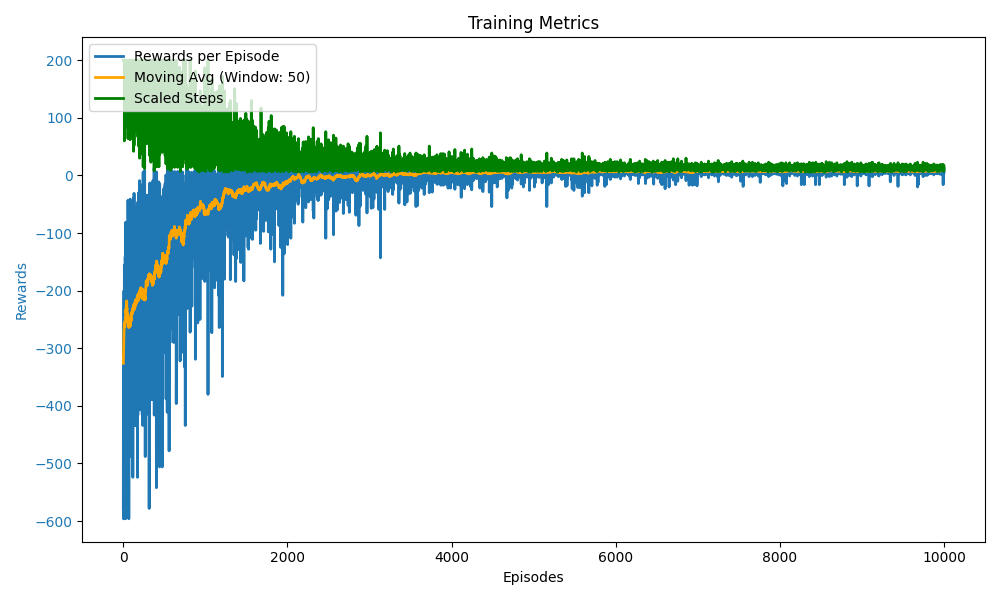 Training Metrics
Rewards per Episode
Moving Avg (Window: 50)
Scaled Steps
200
100
0
−100
−200
−300
−400
−500
−600
Rewards
0
2000
4000
6000
8000
10000
Episodes